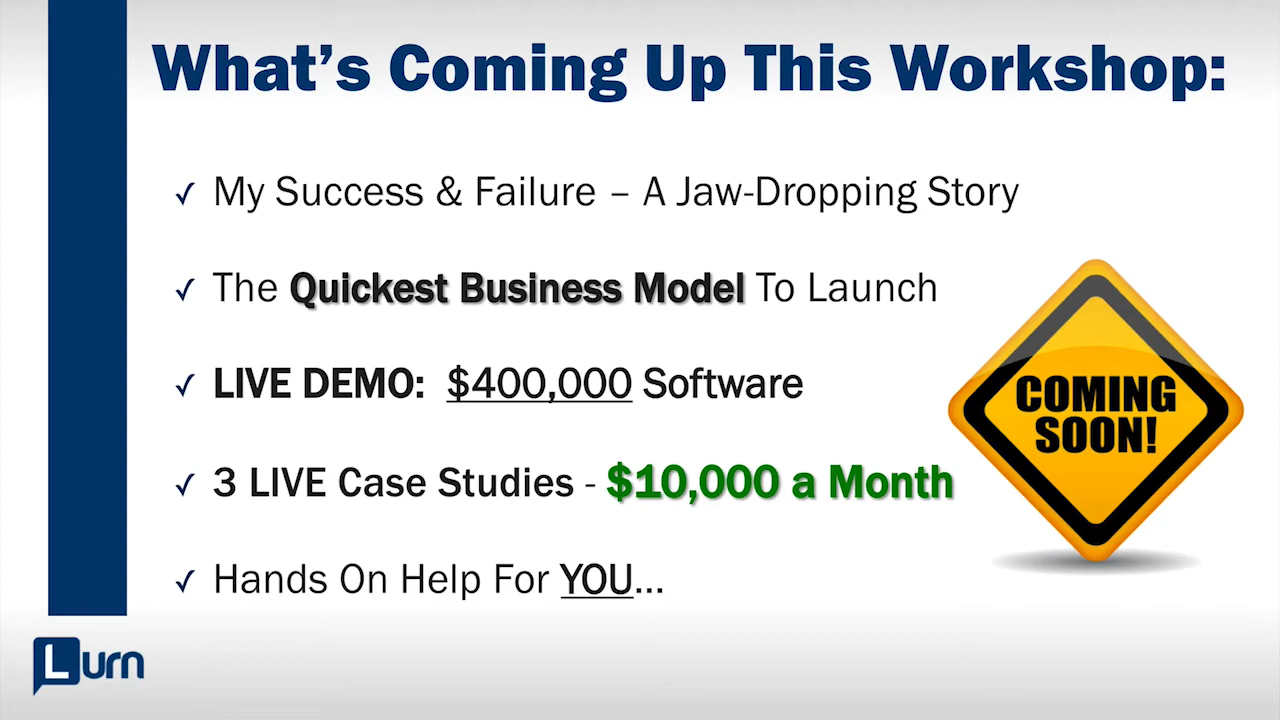 What's Coming Up This Workshop:
✓ My Success & Failure – A Jaw-Dropping Story
✓ The Quickest Business Model To Launch
✓ LIVE DEMO: $400,000 Software
✓ 3 LIVE Case Studies - $10,000 a Month
✓ Hands On Help For YOU...
COMING
SOON!
Lurn